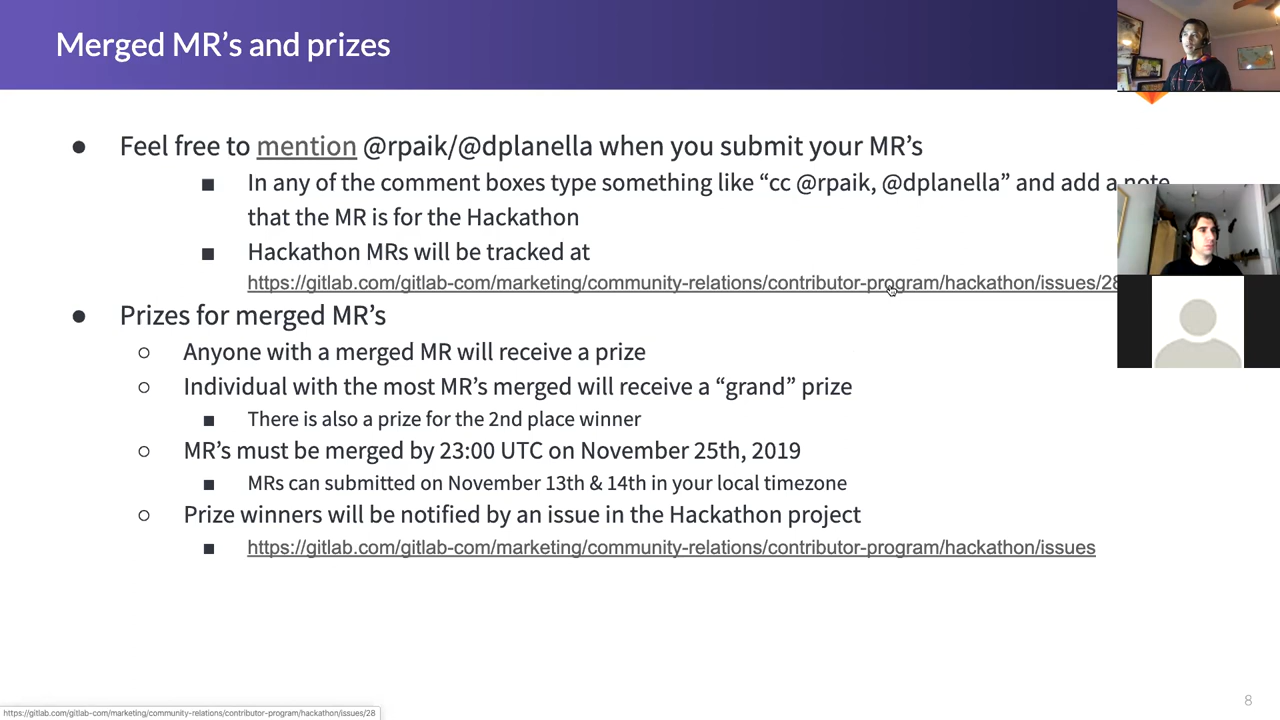 Merged MR’s and prizes
● Feel free to mention @rpaik/@dplanella when you submit your MR’s
■ In any of the comment boxes type something like “cc @rpaik, @dplanella” and add a note
that the MR is for the Hackathon
■ Hackathon MRs will be tracked at
https://gitlab.com/gitlab-com/marketing/community-relations/contributor-program/hackathon/issues/28
● Prizes for merged MR’s
○ Anyone with a merged MR will receive a prize
○ Individual with the most MR’s merged will receive a “grand” prize
■ There is also a prize for the 2nd place winner
○ MR’s must be merged by 23:00 UTC on November 25th, 2019
■ MRs can submitted on November 13th & 14th in your local timezone
○ Prize winners will be notified by an issue in the Hackathon project
■ https://gitlab.com/gitlab-com/marketing/community-relations/contributor-program/hackathon/issues
8
https://gitlab.com/gitlab-com/marketing/community-relations/contributor-program/hackathon/issues/28